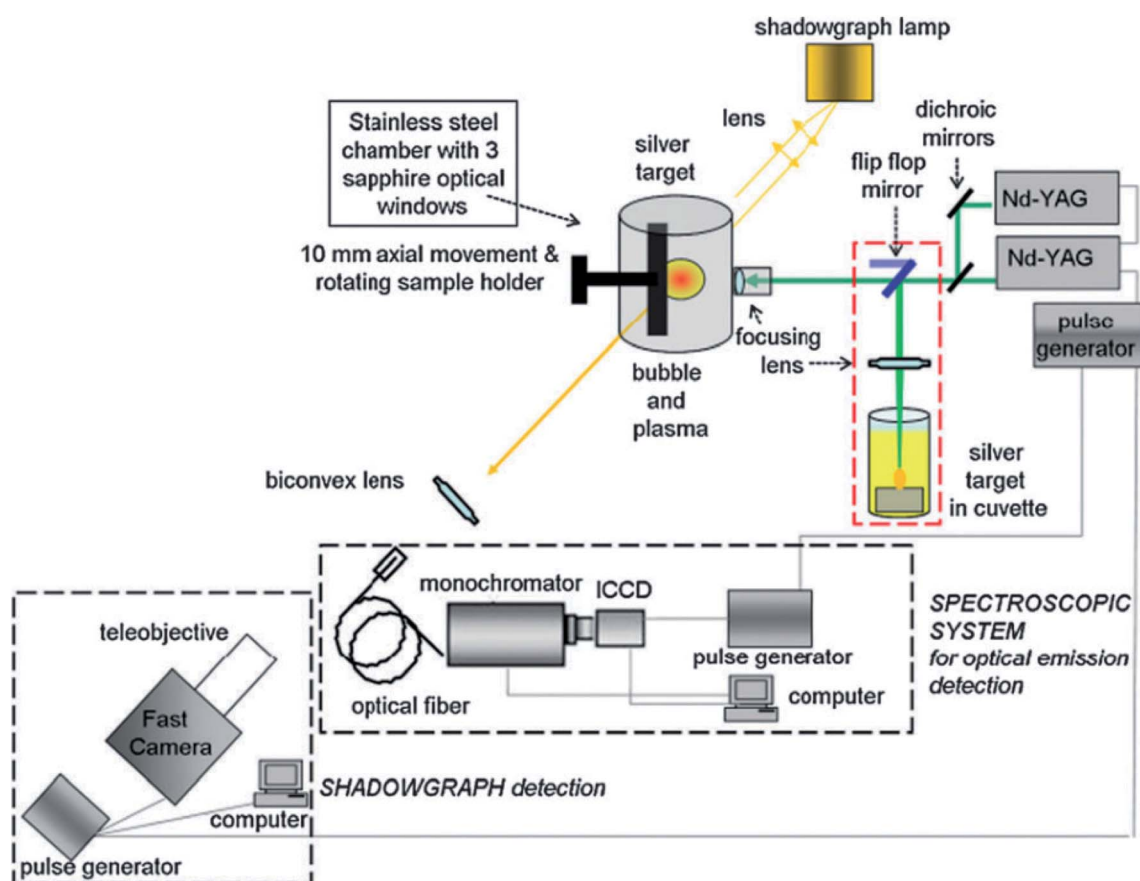 shadowgraph lamp
lens
dichroic
mirrors
flip flop
mirror
Nd-YAG
Nd-YAG
pulse
generator
Stainless steel
chamber with 3
sapphire optical
windows
silver
target
10 mm axial movement &
rotating sample holder
focusing
lens
bubble
and
plasma
silver
target
in cuvette
biconvex lens
monochromator
ICCD
optical fiber
pulse generator
computer
SPECTROSCOPIC
SYSTEM
for optical emission
detection
teleobjective
Fast
Camera
computer
pulse generator
SHADOWGRAPH detection